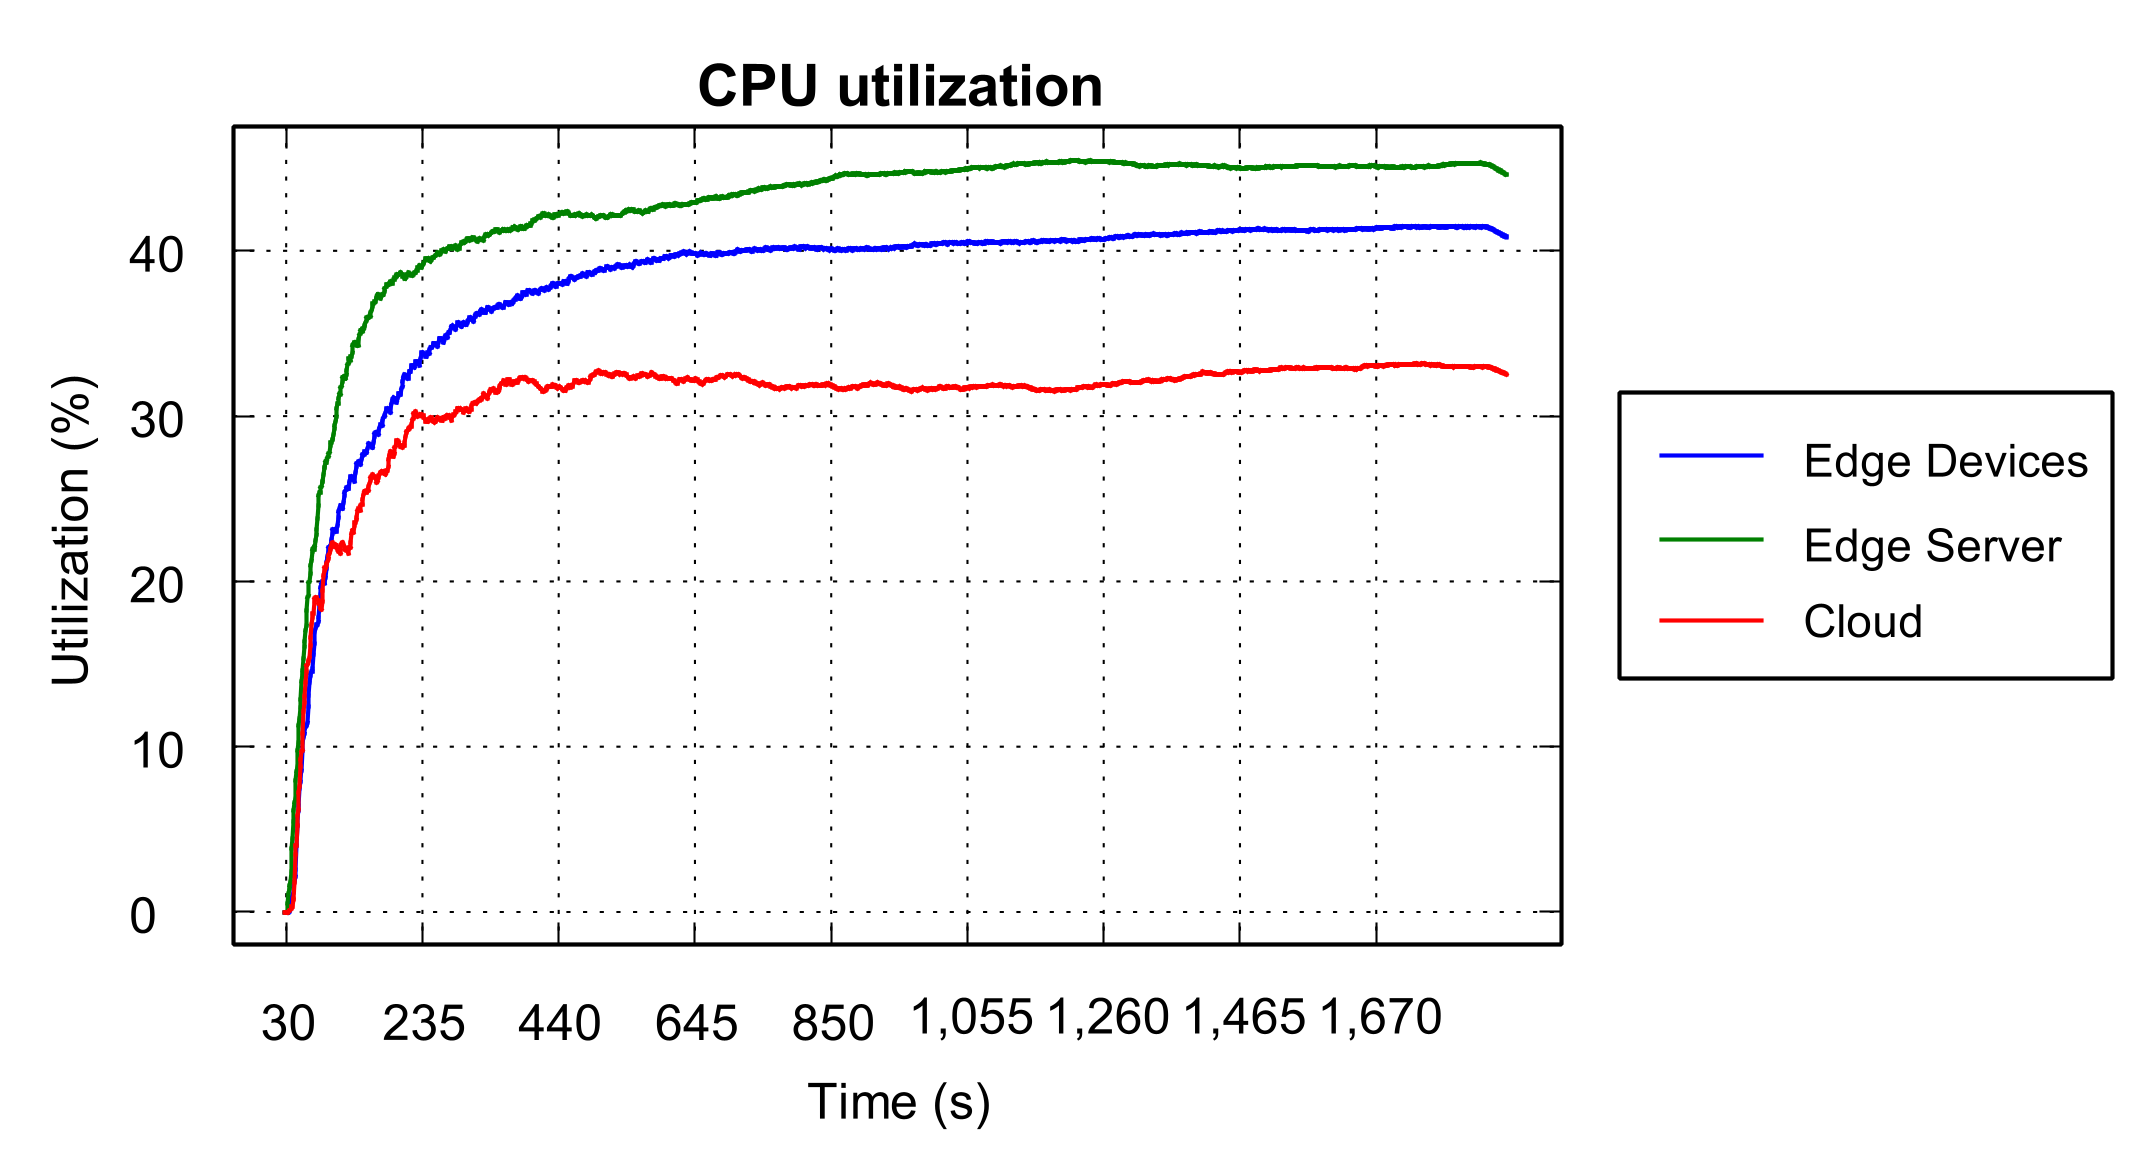 CPU utilization
Utilization (%)
40
30
20
10
0
30 235 440 645 850 1,055 1,260 1,465 1,670
Time (s)
Edge Devices
Edge Server
Cloud